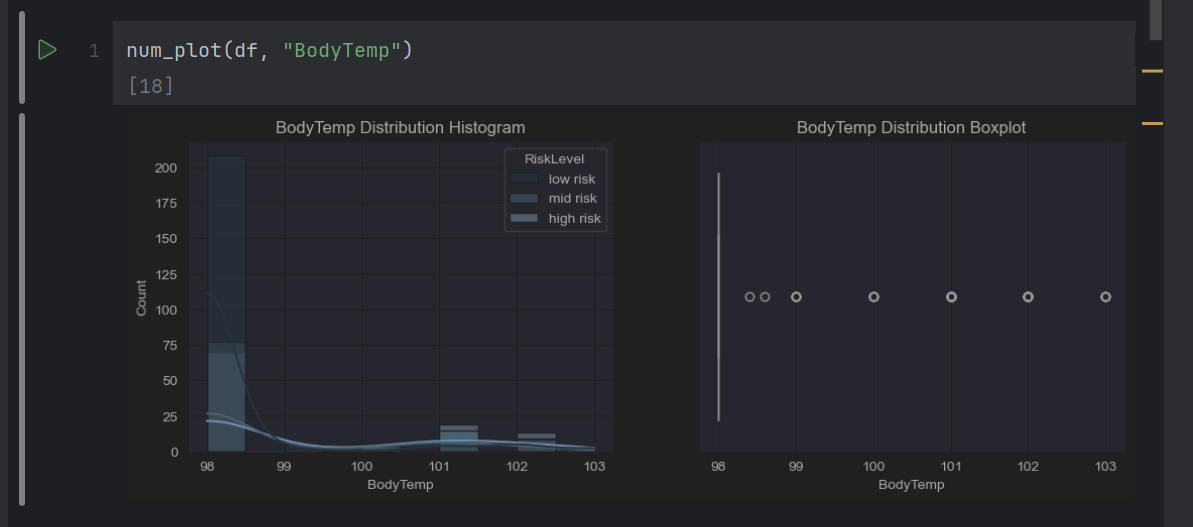 1 num_plot(df, "BodyTemp")
[18]
BodyTemp Distribution Histogram
RiskLevel
low risk
mid risk
high risk
Count
200
175
150
125
100
75
50
25
0
98 99 100 101 102 103
BodyTemp
BodyTemp Distribution Boxplot
98 99 100 101 102 103
BodyTemp